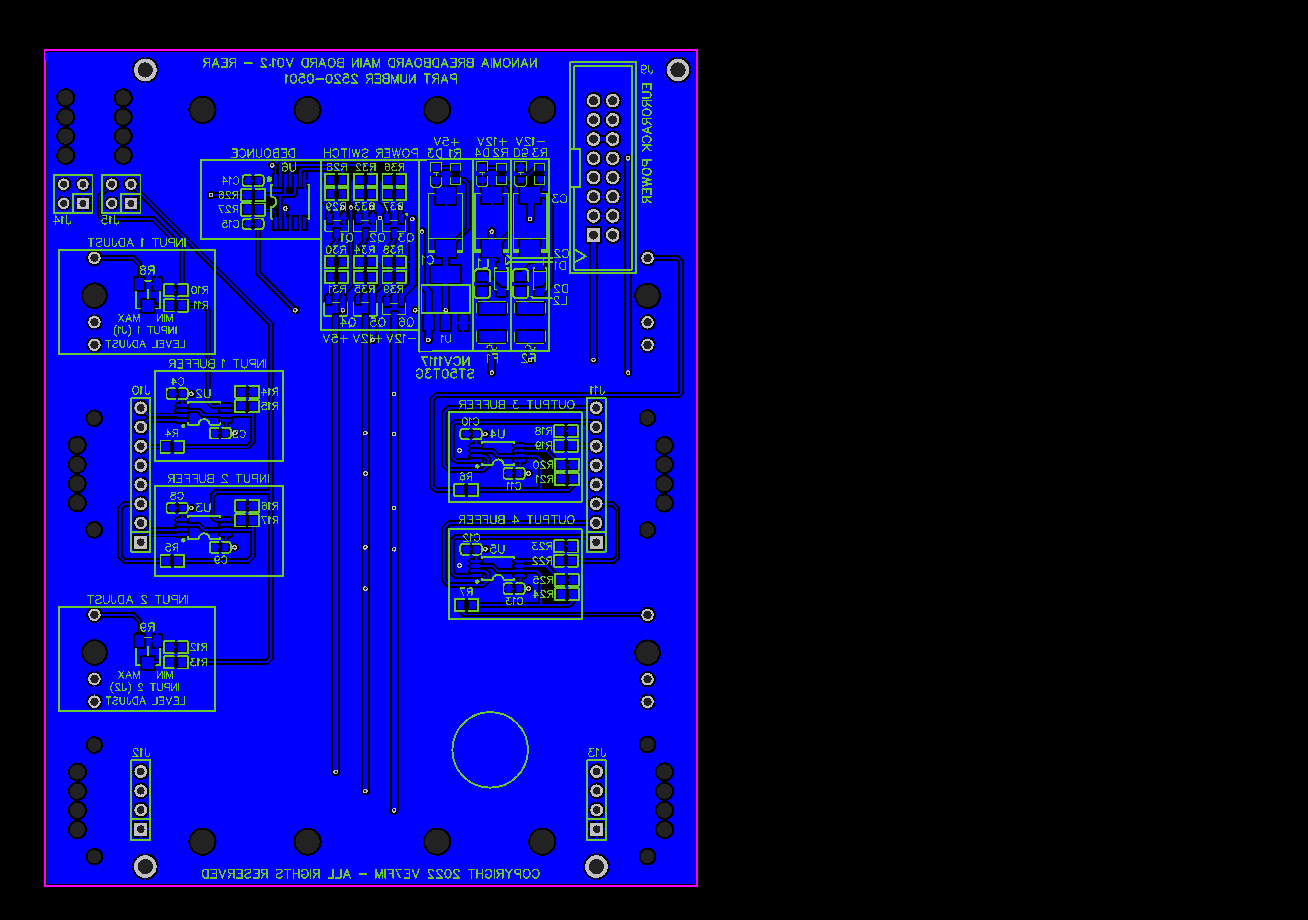 NANOMIA BREADBOARD MAIN BOARD V01.2 - REAR
PART NUMBER 2520-0501
J9
EURORACK POWER
+5V +12V -12V
D3 R1 D4 R2 D5 R3
DEBOUNCE
POWER SWITCH
U6
R28 R32 R36
C14
R26
R27
C15
R29 R33 R37
Q1 Q2 Q3
R30 R34 R38
R31 R35 R39
Q4 Q5 Q6
+5V +12V -12V
C1
C3
C2
D1
D2
L2
L1
U1
F1 F2
NCV1117
ST50T3G
J14 J15
INPUT 1 ADJUST
R8
R10
R11
MAX MIN
INPUT 1 (J1)
LEVEL ADJUST
INPUT 1 BUFFER
J10
C4
U2
R14
R15
R4
C5
INPUT 2 BUFFER
C8
U3
R16
R17
R5
C9
J11
OUTPUT 3 BUFFER
C10
U4
R18
R19
R20
R21
R6
C11
OUTPUT 4 BUFFER
C12
U5
R23
R22
R25
R24
R7
C13
INPUT 2 ADJUST
R9
R12
R13
MAX MIN
INPUT 2 (J2)
LEVEL ADJUST
J12
J13
COPYRIGHT 2022 VE7FIM - ALL RIGHTS RESERVED